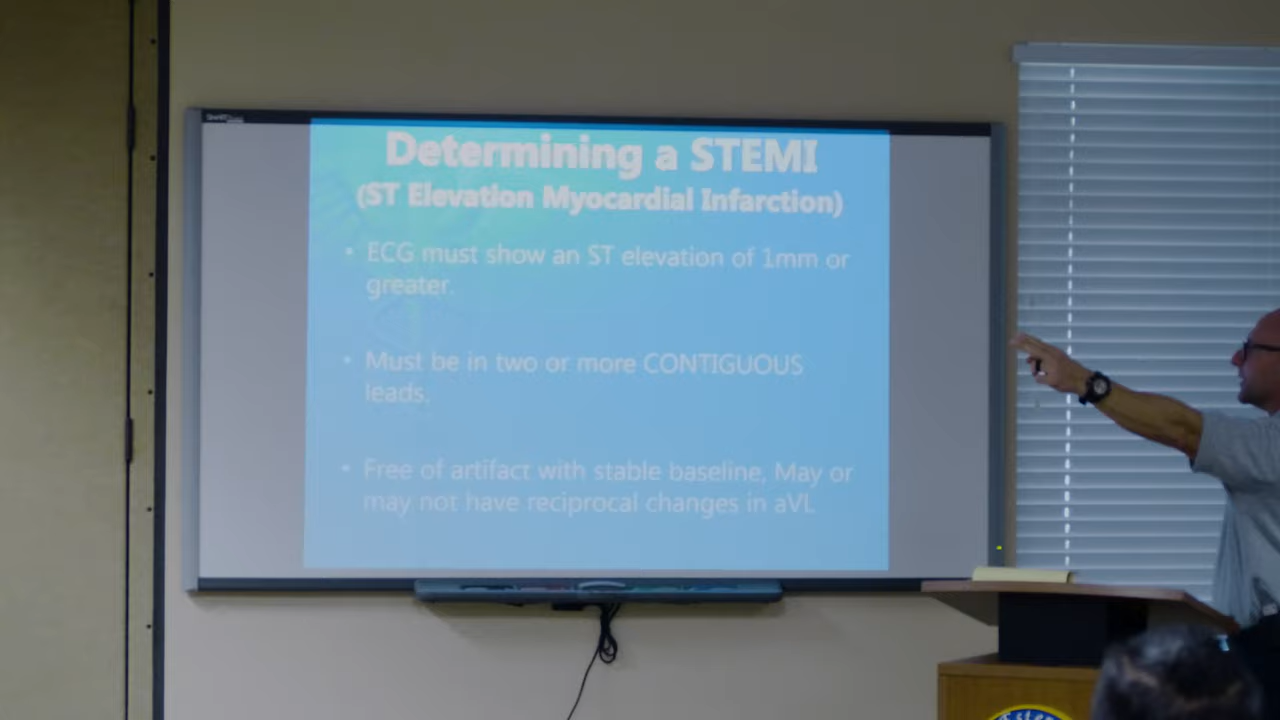 Determining a STEMI
(ST Elevation Myocardial Infarction)
• ECG must show an ST elevation of 1mm or
greater.
• Must be in two or more CONTIGUOUS
leads.
• Free of artifact with stable baseline, May or
may not have reciprocal changes in aVL